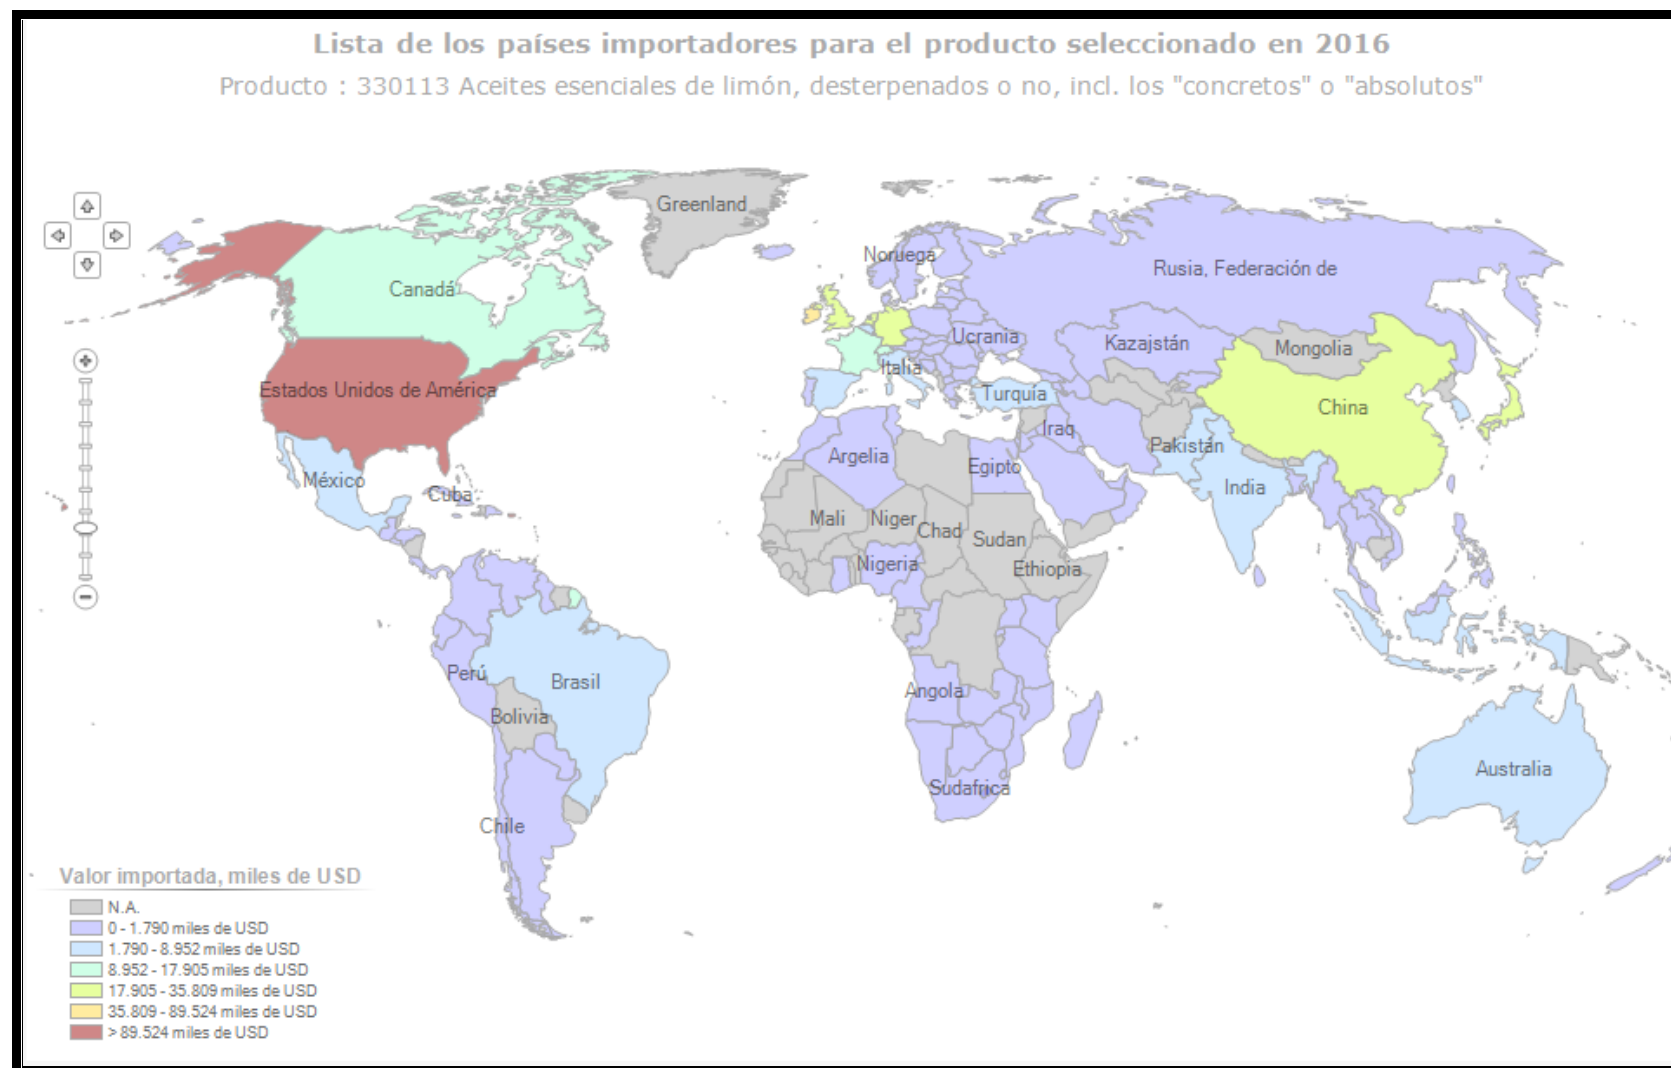 Lista de los países importadores para el producto seleccionado en 2016
Producto : 330113 Aceites esenciales de limón, desterpenados o no, incl. los "concretos" o "absolutos"
Greenland
Noruega
Rusia, Federación de
Canadá
Ucrania
Kazajstán
Mongolia
Italia
Estados Unidos de América
Turquía
China
Iraq
Pakistán
Argelia
Egipto
México
Cuba
India
Mali
Niger
Chad
Sudan
Nigeria
Ethiopia
Perú
Brasil
Angola
Bolivia
Australia
Sudafrica
Chile
Valor importada, miles de USD
N.A.
0 - 1.790 miles de USD
1.790 - 8.952 miles de USD
8.952 - 17.905 miles de USD
17.905 - 35.809 miles de USD
35.809 - 89.524 miles de USD
> 89.524 miles de USD